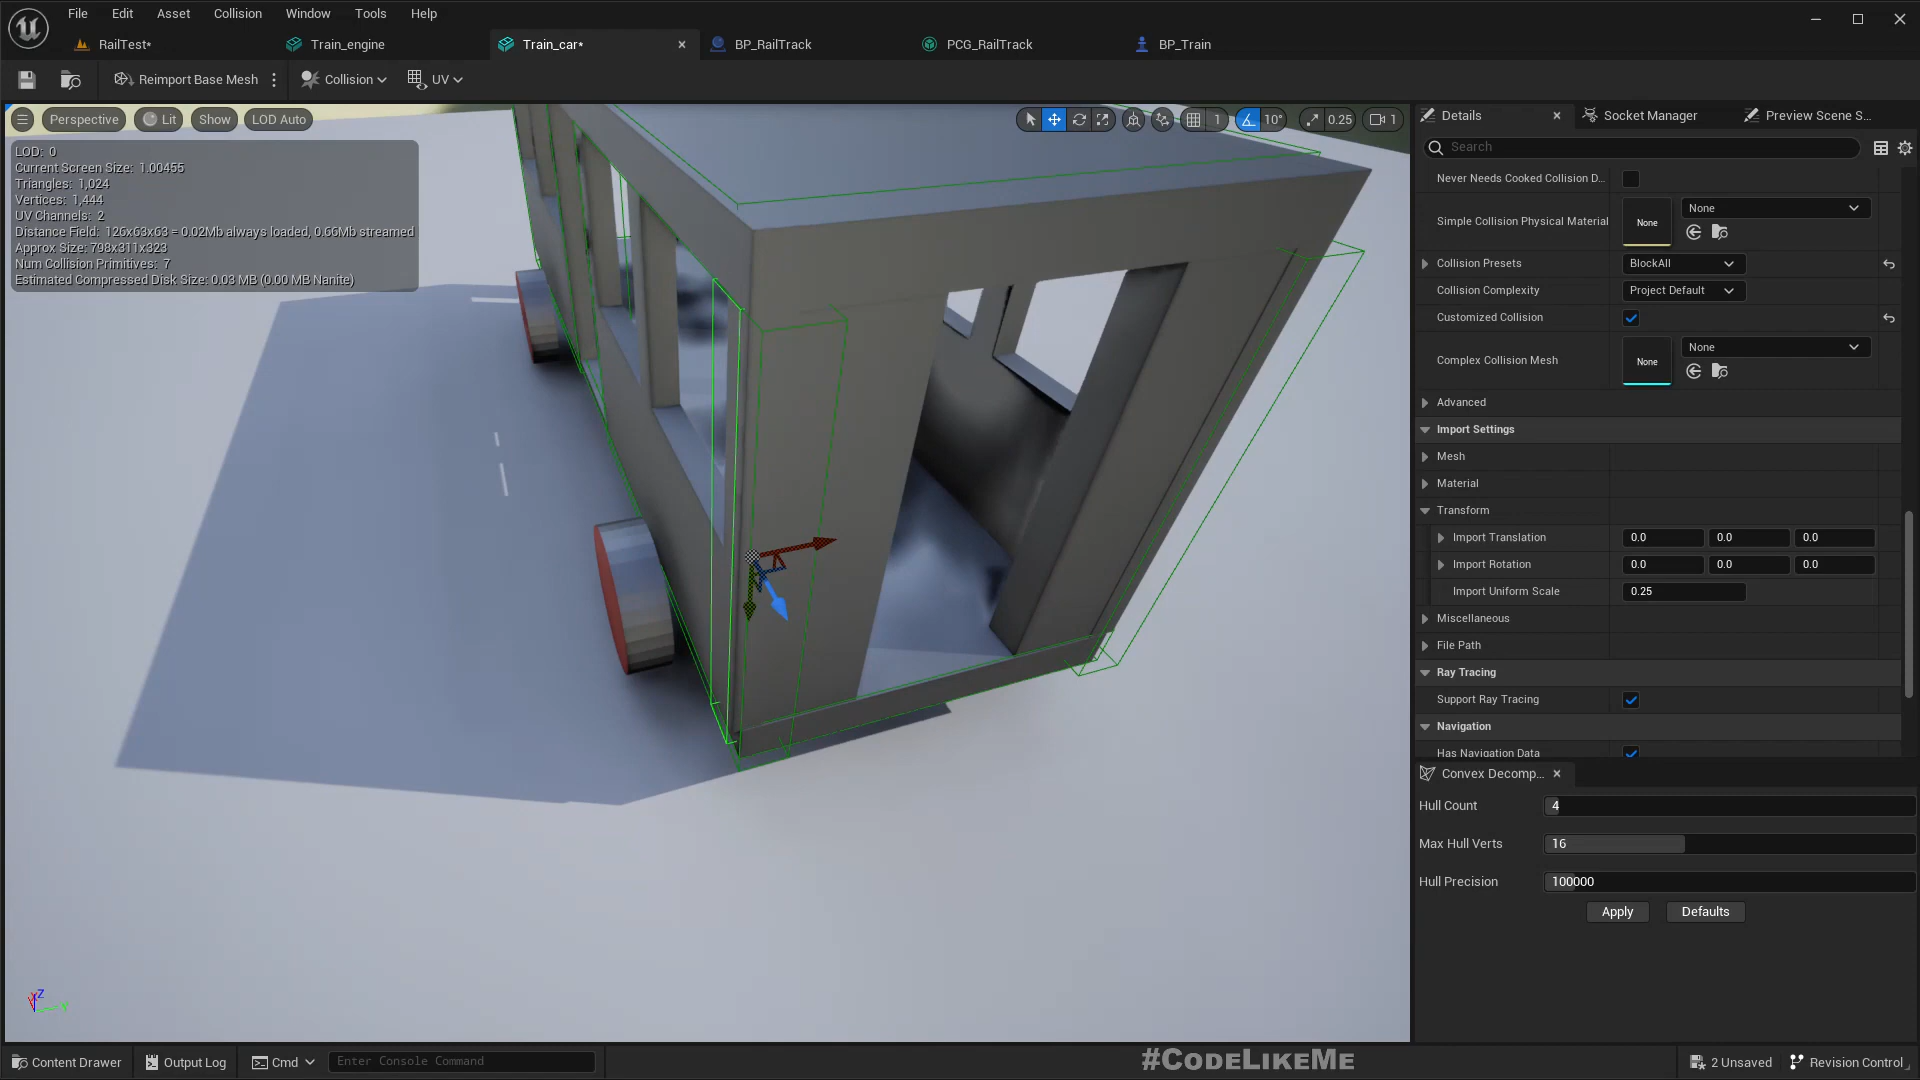 File Edit Asset Collision Window Tools Help
RailTest* Train_engine Train_car* BP_RailTrack PCG_RailTrack BP_Train
Reimport Base Mesh Collision UV
Perspective Lit Show LOD Auto 1 10° 0.25 1
LOD: 0
Current Screen Size: 1.00455
Triangles: 1,024
Vertices: 1,444
UV Channels: 2
Distance Field: 126x63x63 = 0.02Mb always loaded, 0.66Mb streamed
Approx Size: 798x311x323
Num Collision Primitives: 7
Estimated Compressed Disk Size: 0.03 MB (0.00 MB Nanite)
Details Socket Manager Preview Scene S...
Search
Never Needs Cooked Collision D...
Simple Collision Physical Material None None
Collision Presets BlockAll
Collision Complexity Project Default
Customized Collision
Complex Collision Mesh None None
Advanced
Import Settings
Mesh
Material
Transform
Import Translation 0.0 0.0 0.0
Import Rotation 0.0 0.0 0.0
Import Uniform Scale 0.25
Miscellaneous
File Path
Ray Tracing
Support Ray Tracing
Navigation
Has Navigation Data
Convex Decomp...
Hull Count 4
Max Hull Verts 16
Hull Precision 100000
Apply Defaults
Z
X
Y
Content Drawer Output Log Cmd Enter Console Command #CodeLikeMe 2 Unsaved Revision Control